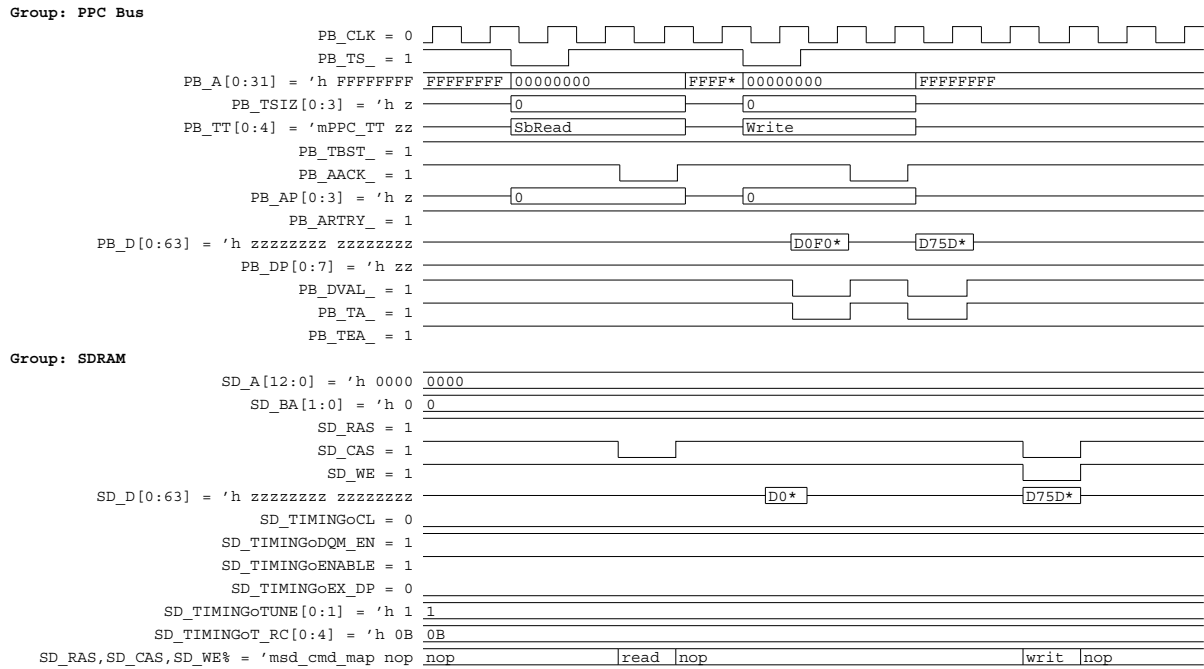 Group: PPC Bus
PB_CLK = 0
PB_TS_ = 1
PB_A[0:31] = 'h FFFFFFFF FFFFFFFF 00000000 FFFF* 00000000 FFFFFFFF
PB_TSIZ[0:3] = 'h z 0 0
PB_TT[0:4] = 'mPPC_TT zz SbRead Write
PB_TBST_ = 1
PB_AACK_ = 1
PB_AP[0:3] = 'h z 0 0
PB_ARTRY_ = 1
PB_D[0:63] = 'h zzzzzzzz zzzzzzzz D0F0* D75D*
PB_DP[0:7] = 'h zz
PB_DVAL_ = 1
PB_TA_ = 1
PB_TEA_ = 1
Group: SDRAM
SD_A[12:0] = 'h 0000 0000
SD_BA[1:0] = 'h 0 0
SD_RAS = 1
SD_CAS = 1
SD_WE = 1
SD_D[0:63] = 'h zzzzzzzz zzzzzzzz D0* D75D*
SD_TIMINGoCL = 0
SD_TIMINGoDQM_EN = 1
SD_TIMINGoENABLE = 1
SD_TIMINGoEX_DP = 0
SD_TIMINGoTUNE[0:1] = 'h 1 1
SD_TIMINGoT_RC[0:4] = 'h 0B 0B
SD_RAS,SD_CAS,SD_WE% = 'msd_cmd_map nop nop read nop writ nop